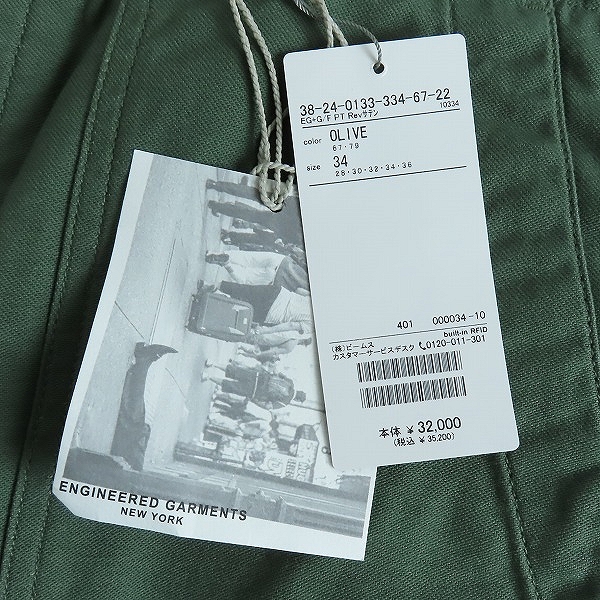 38-24-0133-334-67-22
EG*G/F PT Revｻﾃﾝ 10334
color OLIVE
67・79
size 34
28・30・32・34・36
401 000034-10
built-in RFID
(株)ビームス
カスタマーサービスデスク 0120-011-301
本体 ¥ 32,000
(税込 ¥ 35,200)
ENGINEERED GARMENTS
NEW YORK